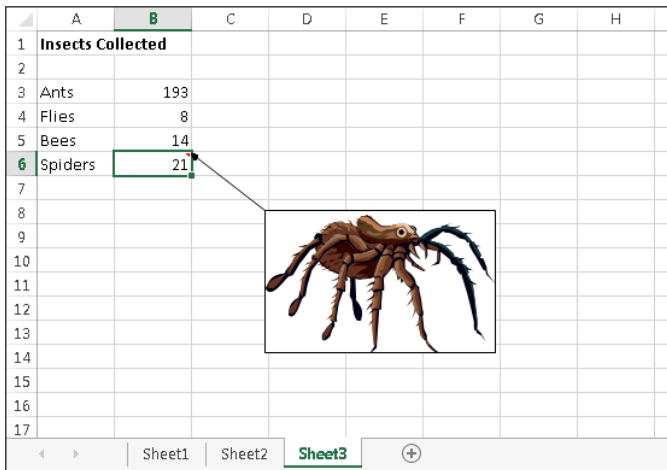 A B C D E F G H
1 Insects Collected
2
3 Ants 193
4 Flies 8
5 Bees 14
6 Spiders 21
7
8
9
10
11
12
13
14
15
16
17
Sheet1 Sheet2 Sheet3